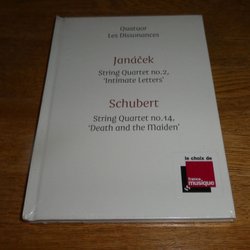 Quatuor
Les Dissonances
Janáček
String Quartet no.2,
'Intimate Letters'
Schubert
String Quartet no.14,
'Death and the Maiden'
le choix de
france
musique